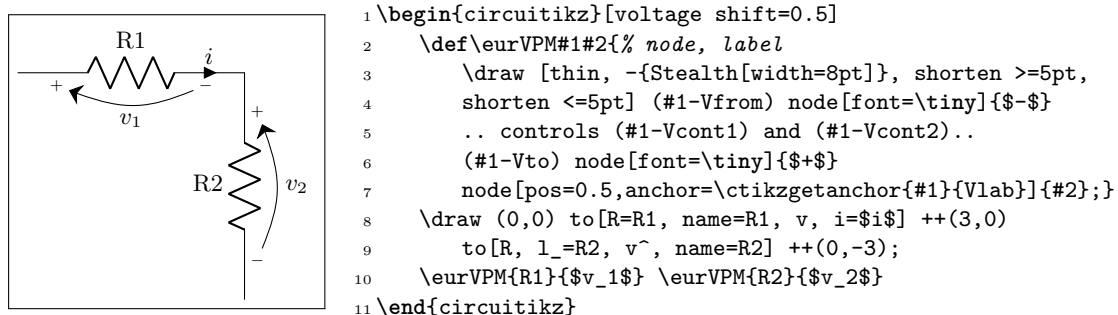 R1
i
+
−
v1
+
R2
v2
−
1 \begin{circuitikz}[voltage shift=0.5]
2 \def\eurVPM#1#2{% node, label
3 \draw [thin, -{Stealth[width=8pt]}, shorten >=5pt,
4 shorten <=5pt] (#1-Vfrom) node[font=\tiny]{$-$}
5 .. controls (#1-Vcont1) and (#1-Vcont2)..
6 (#1-Vto) node[font=\tiny]{$+$}
7 node[pos=0.5,anchor=\ctikzgetanchor{#1}{Vlab}]{#2};}
8 \draw (0,0) to[R=R1, name=R1, v, i=$i$] ++(3,0)
9 to[R, l_=R2, v^, name=R2] ++(0,-3);
10 \eurVPM{R1}{$v_1$} \eurVPM{R2}{$v_2$}
11 \end{circuitikz}